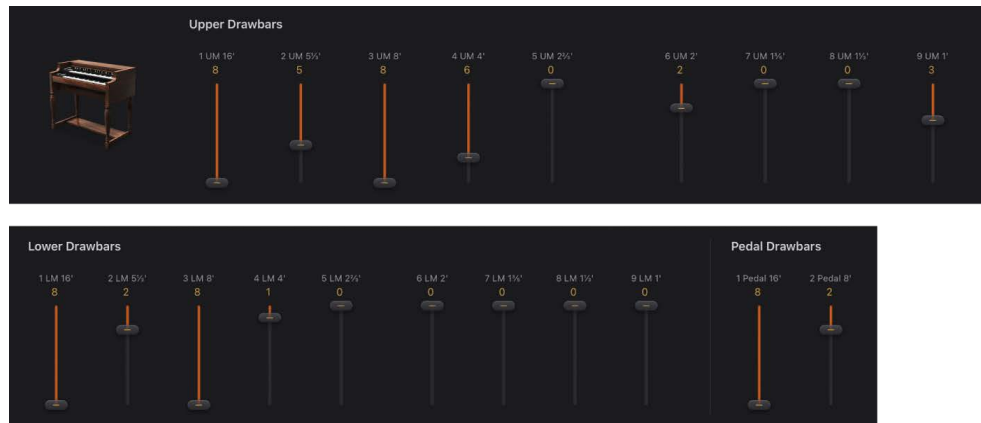 Upper Drawbars
1 UM 16' 2 UM 5⅓' 3 UM 8' 4 UM 4' 5 UM 2⅔' 6 UM 2' 7 UM 1⅗' 8 UM 1⅓' 9 UM 1'
8 5 8 6 0 2 0 0 3
Lower Drawbars Pedal Drawbars
1 LM 16' 2 LM 5⅓' 3 LM 8' 4 LM 4' 5 LM 2⅔' 6 LM 2' 7 LM 1⅗' 8 LM 1⅓' 9 LM 1' 1 Pedal 16' 2 Pedal 8'
8 2 8 1 0 0 0 0 0 8 2